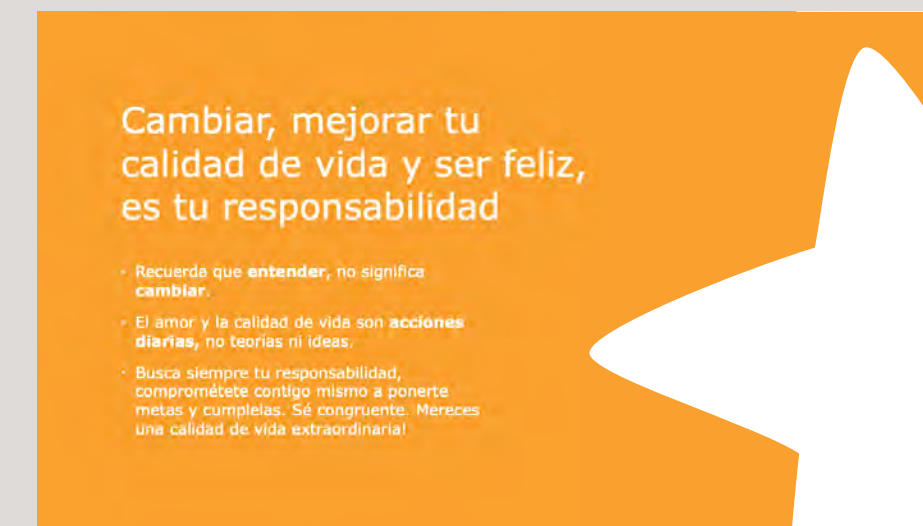 Cambiar, mejorar tu
calidad de vida y ser feliz,
es tu responsabilidad
· Recuerda que entender, no significa
cambiar.
· El amor y la calidad de vida son acciones
diarias, no teorías ni ideas.
· Busca siempre tu responsabilidad,
comprométete contigo mismo a ponerte
metas y cumplelas. Sé congruente. Mereces
una calidad de vida extraordinaria!